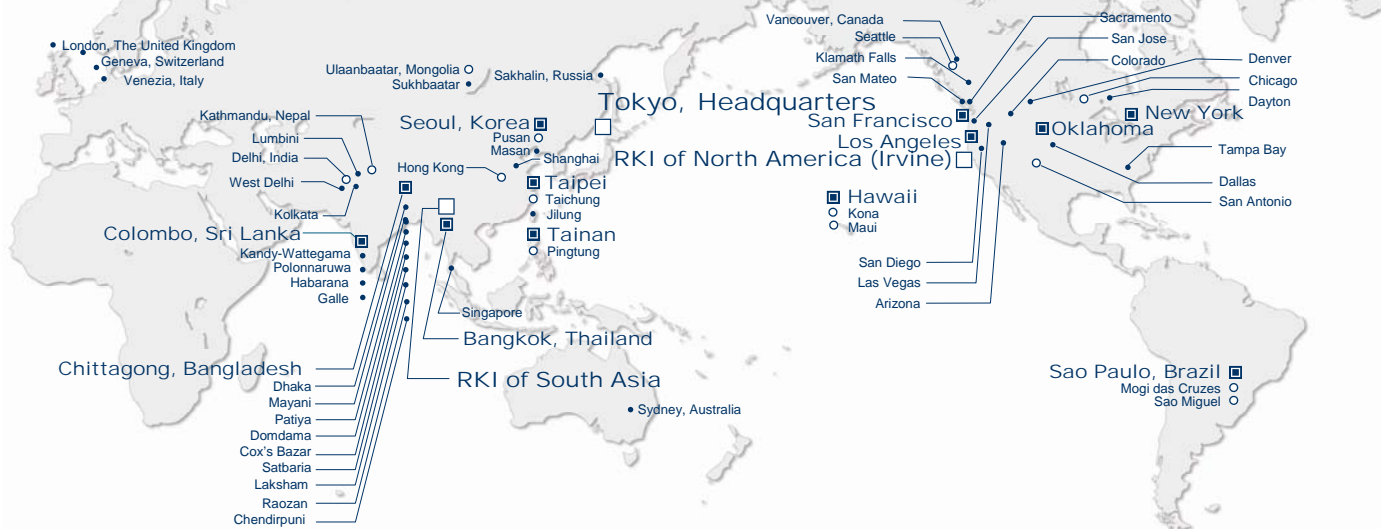 London, The United Kingdom
Geneva, Switzerland
Venezia, Italy
Ulaanbaatar, Mongolia
Sukhbaatar
Sakhalin, Russia
Tokyo, Headquarters
Kathmandu, Nepal
Lumbini
Delhi, India
West Delhi
Kolkata
Seoul, Korea
Pusan
Masan
Shanghai
Hong Kong
Taipei
Taichung
Jilung
Tainan
Pingtung
Colombo, Sri Lanka
Kandy-Wattegama
Polonnaruwa
Habarana
Galle
Singapore
Bangkok, Thailand
RKI of South Asia
Chittagong, Bangladesh
Dhaka
Mayani
Patiya
Domdama
Cox's Bazar
Satbaria
Laksham
Raozan
Chendirpuni
Sydney, Australia
Vancouver, Canada
Seattle
Klamath Falls
San Mateo
Sacramento
San Jose
Colorado
Denver
Chicago
Dayton
San Francisco
Los Angeles
RKI of North America (Irvine)
New York
Oklahoma
Tampa Bay
Dallas
San Antonio
Hawaii
Kona
Maui
San Diego
Las Vegas
Arizona
Sao Paulo, Brazil
Mogi das Cruzes
Sao Miguel